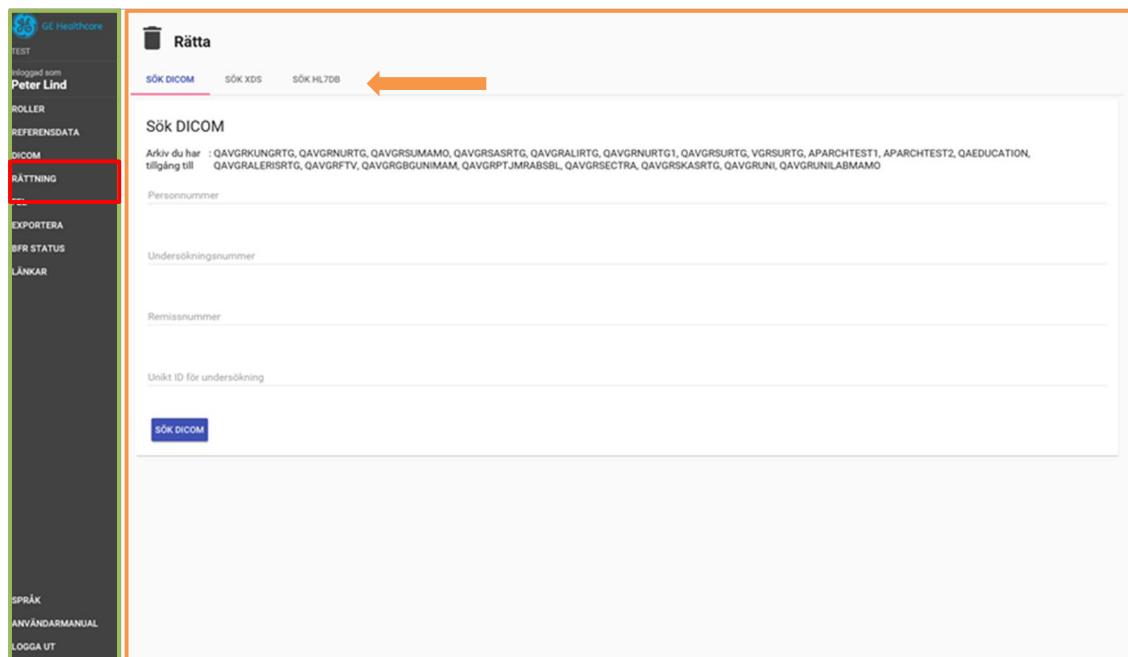 GE Healthcare
TEST
Inloggad som
Peter Lind
ROLLER
REFERENSDATA
DICOM
RÄTTNING
FEL
EXPORTERA
BFR STATUS
LÄNKAR
SPRÅK
ANVÄNDARMANUAL
LOGGA UT
Rätta
SÖK DICOM SÖK XDS SÖK HL7DB
Sök DICOM
Arkiv du har : QAVGRKUNGRTG, QAVGRNURTG, QAVGRSUMAMO, QAVGRSASRTG, QAVGRALIRTG, QAVGRNURTG1, QAVGRSURTG, VGRSURTG, APARCHTEST1, APARCHTEST2, QAEDUCATION,
tillgång till QAVGRALERISRTG, QAVGRFTV, QAVGRGBGUNIMAM, QAVGRPTJMRABSBL, QAVGRSECTRA, QAVGRSKASRTG, QAVGRUNI, QAVGRUNILABMAMO
Personnummer
Undersökningsnummer
Remissnummer
Unikt ID för undersökning
SÖK DICOM